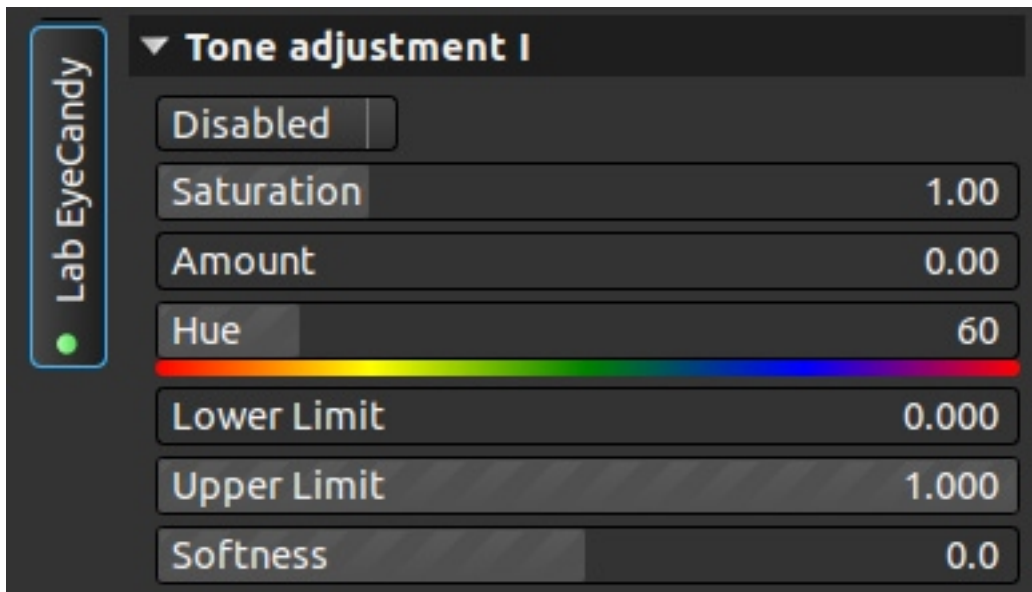 Lab EyeCandy
Tone adjustment I
Disabled
Saturation 1.00
Amount 0.00
Hue 60
Lower Limit 0.000
Upper Limit 1.000
Softness 0.0